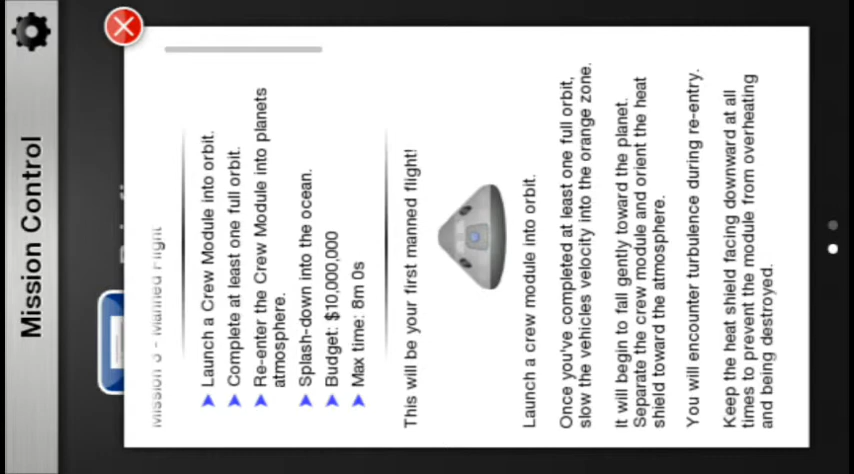 Mission Control
Launch a Crew Module into orbit.
Complete at least one full orbit.
Re-enter the Crew Module into planets
atmosphere.
Splash-down into the ocean.
Budget: $10,000,000
Max time: 8m 0s
This will be your first manned flight!
Launch a crew module into orbit.
Once you've completed at least one full orbit,
slow the vehicles velocity into the orange zone.
It will begin to fall gently toward the planet.
Separate the crew module and orient the heat
shield toward the atmosphere.
You will encounter turbulence during re-entry.
Keep the heat shield facing downward at all
times to prevent the module from overheating
and being destroyed.